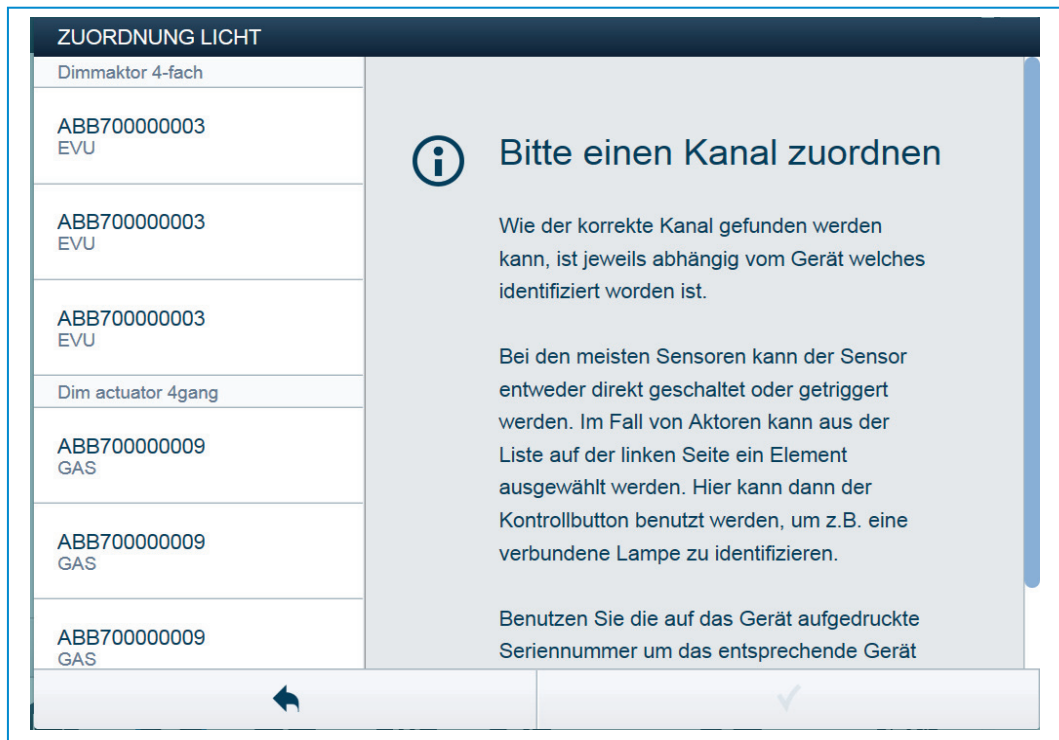 ZUORDNUNG LICHT
Dimmaktor 4-fach
ABB700000003
EVU
ABB700000003
EVU
ABB700000003
EVU
Dim actuator 4gang
ABB700000009
GAS
ABB700000009
GAS
ABB700000009
GAS
Bitte einen Kanal zuordnen
Wie der korrekte Kanal gefunden werden
kann, ist jeweils abhängig vom Gerät welches
identifiziert worden ist.
Bei den meisten Sensoren kann der Sensor
entweder direkt geschaltet oder getriggert
werden. Im Fall von Aktoren kann aus der
Liste auf der linken Seite ein Element
ausgewählt werden. Hier kann dann der
Kontrollbutton benutzt werden, um z.B. eine
verbundene Lampe zu identifizieren.
Benutzen Sie die auf das Gerät aufgedruckte
Seriennummer um das entsprechende Gerät